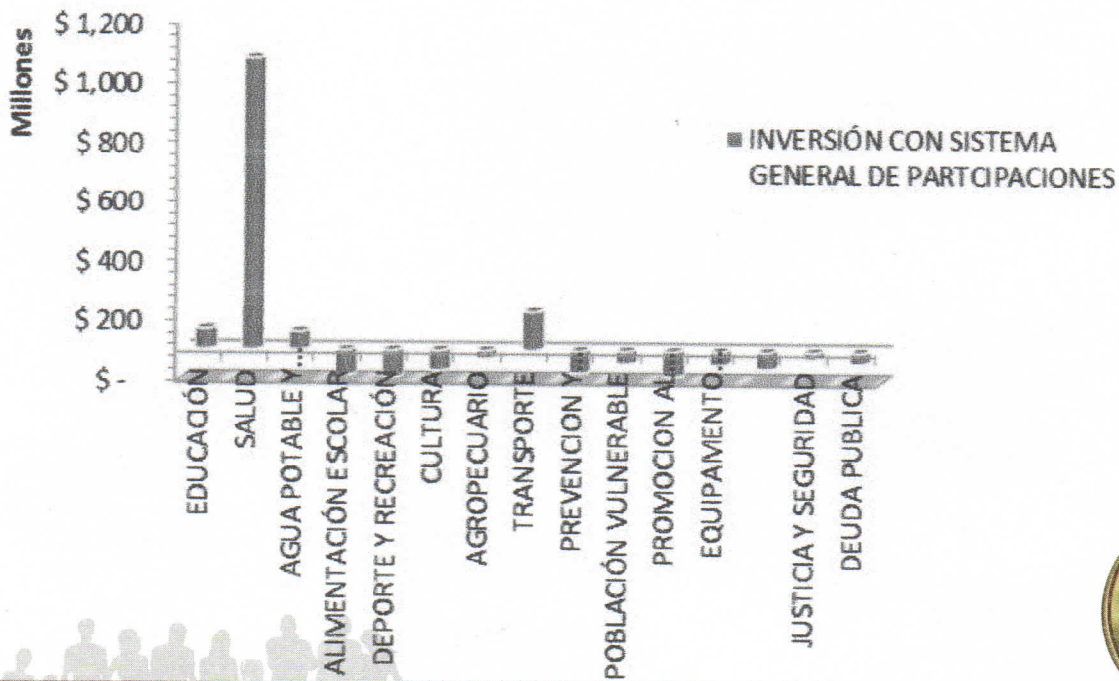 Millones
$ 1,200
$ 1,000
$ 800
$ 600
$ 400
$ 200
$ -
INVERSIÓN CON SISTEMA
GENERAL DE PARTCIPACIONES
EDUCACIÓN
SALUD
AGUA POTABLE Y...
ALIMENTACIÓN ESCOLAR
DEPORTE Y RECREACIÓN
CULTURA
AGROPECUARIO
TRANSPORTE
PREVENCION Y
POBLACIÓN VULNERABLE
PROMOCION AL
EQUIPAMENTO...
JUSTICIA Y SEGURIDAD
DEUDA PUBLICA